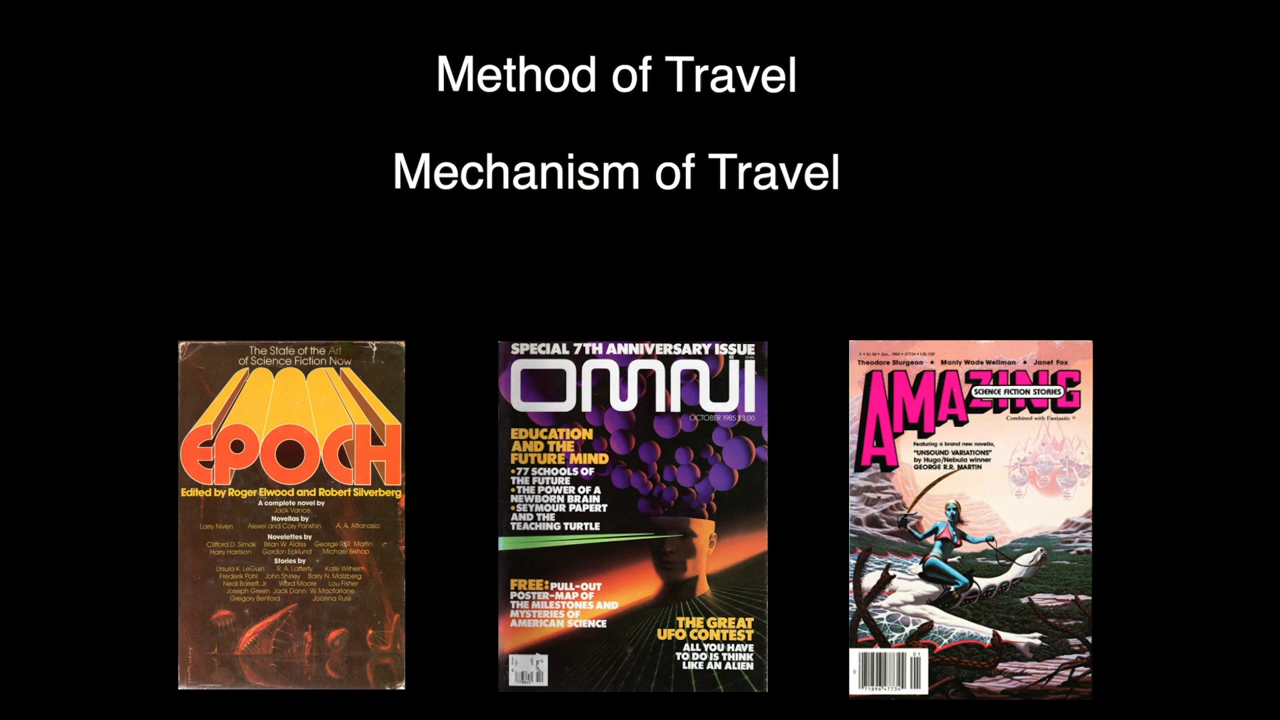 Method of Travel
Mechanism of Travel
The State of the Art
of Science Fiction Now
EPOCH
Edited by Roger Elwood and Robert Silverberg
A complete novel by
Jack Vance
Novellas by
Larry Niven Alexei and Cory Panshin A. A. Attanasio
Novelettes by
Clifford D. Simak Brian W. Aldiss George R.R. Martin
Harry Harrison Gordon Eklund Michael Bishop
Stories by
Ursula K. LeGuin R. A. Lafferty Kate Wilhelm
Frederik Pohl John Shirley Barry N. Malzberg
Neal Barrett Jr Ward Moore Lou Fisher
Joseph Green Jack Dann W. Macfarlane
Gregory Benford Joanna Russ
SPECIAL 7TH ANNIVERSARY ISSUE
OMNI
OCTOBER 1985 $3.00
EDUCATION
AND THE
FUTURE MIND
•77 SCHOOLS OF
THE FUTURE
•THE POWER OF A
NEWBORN BRAIN
•SEYMOUR PAPERT
AND THE
TEACHING TURTLE
FREE: PULL-OUT
POSTER-MAP OF
THE MILESTONES AND
MYSTERIES OF
AMERICAN SCIENCE
THE GREAT
UFO CONTEST
ALL YOU HAVE
TO DO IS THINK
LIKE AN ALIEN
Theodore Sturgeon • Manly Wade Wellman • Janet Fox
AMAZING
SCIENCE FICTION STORIES
Combined with Fantastic
Featuring a brand new novella,
"UNSOUND VARIATIONS"
by Hugo/Nebula winner
GEORGE R.R. MARTIN